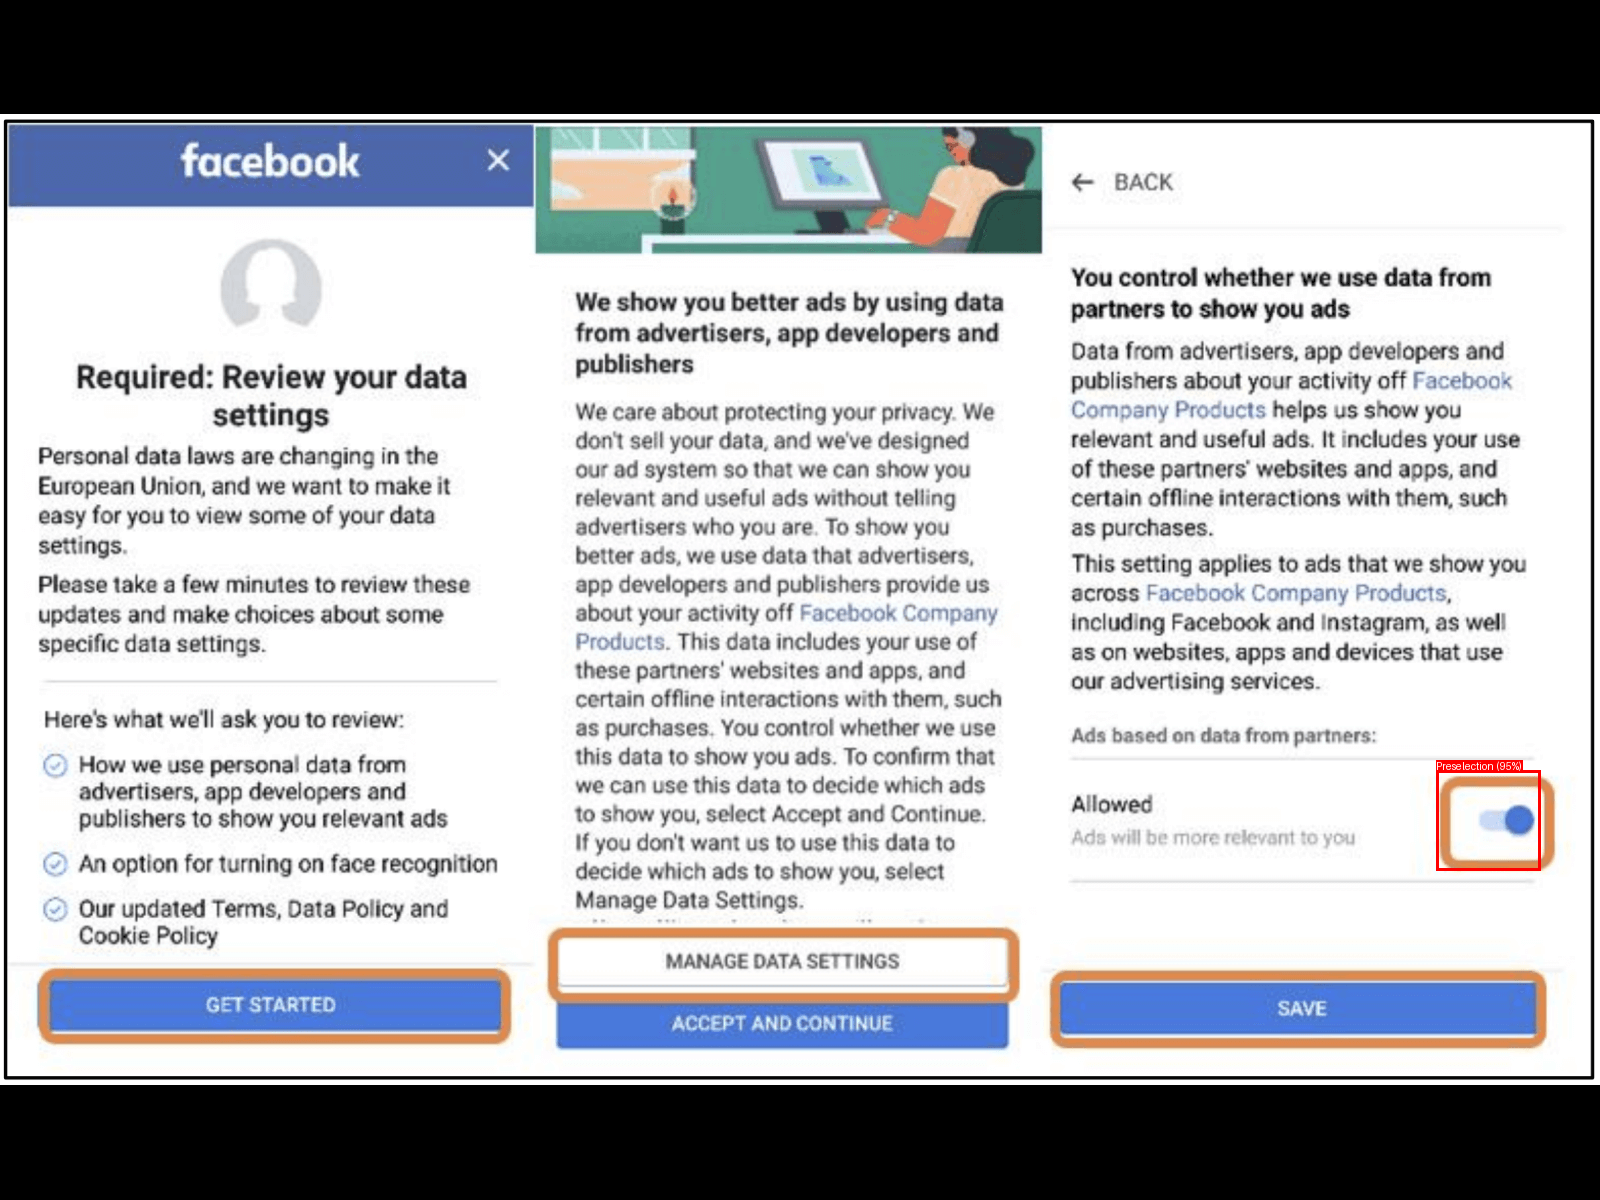 facebook
Required: Review your data
settings
Personal data laws are changing in the
European Union, and we want to make it
easy for you to view some of your data
settings.
Please take a few minutes to review these
updates and make choices about some
specific data settings.
Here's what we'll ask you to review:
How we use personal data from
advertisers, app developers and
publishers to show you relevant ads
An option for turning on face recognition
Our updated Terms, Data Policy and
Cookie Policy
GET STARTED
We show you better ads by using data
from advertisers, app developers and
publishers
We care about protecting your privacy. We
don't sell your data, and we've designed
our ad system so that we can show you
relevant and useful ads without telling
advertisers who you are. To show you
better ads, we use data that advertisers,
app developers and publishers provide us
about your activity off Facebook Company
Products. This data includes your use of
these partners' websites and apps, and
certain offline interactions with them, such
as purchases. You control whether we use
this data to show you ads. To confirm that
we can use this data to decide which ads
to show you, select Accept and Continue.
If you don't want us to use this data to
decide which ads to show you, select
Manage Data Settings.
MANAGE DATA SETTINGS
ACCEPT AND CONTINUE
BACK
You control whether we use data from
partners to show you ads
Data from advertisers, app developers and
publishers about your activity off Facebook
Company Products helps us show you
relevant and useful ads. It includes your use
of these partners' websites and apps, and
certain offline interactions with them, such
as purchases.
This setting applies to ads that we show you
across Facebook Company Products,
including Facebook and Instagram, as well
as on websites, apps and devices that use
our advertising services.
Ads based on data from partners:
Preselection (95%)
Allowed
Ads will be more relevant to you
SAVE